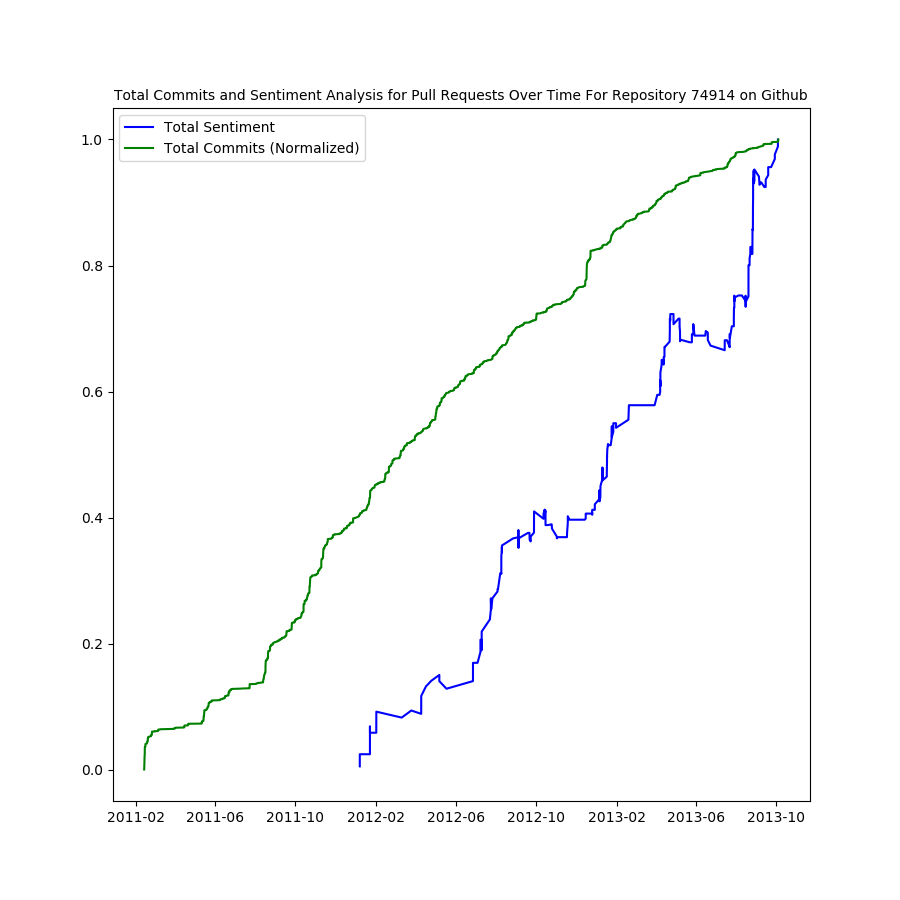 Total Commits and Sentiment Analysis for Pull Requests Over Time For Repository 74914 on Github
Total Sentiment
Total Commits (Normalized)
1.0
0.8
0.6
0.4
0.2
0.0
2011-02 2011-06 2011-10 2012-02 2012-06 2012-10 2013-02 2013-06 2013-10